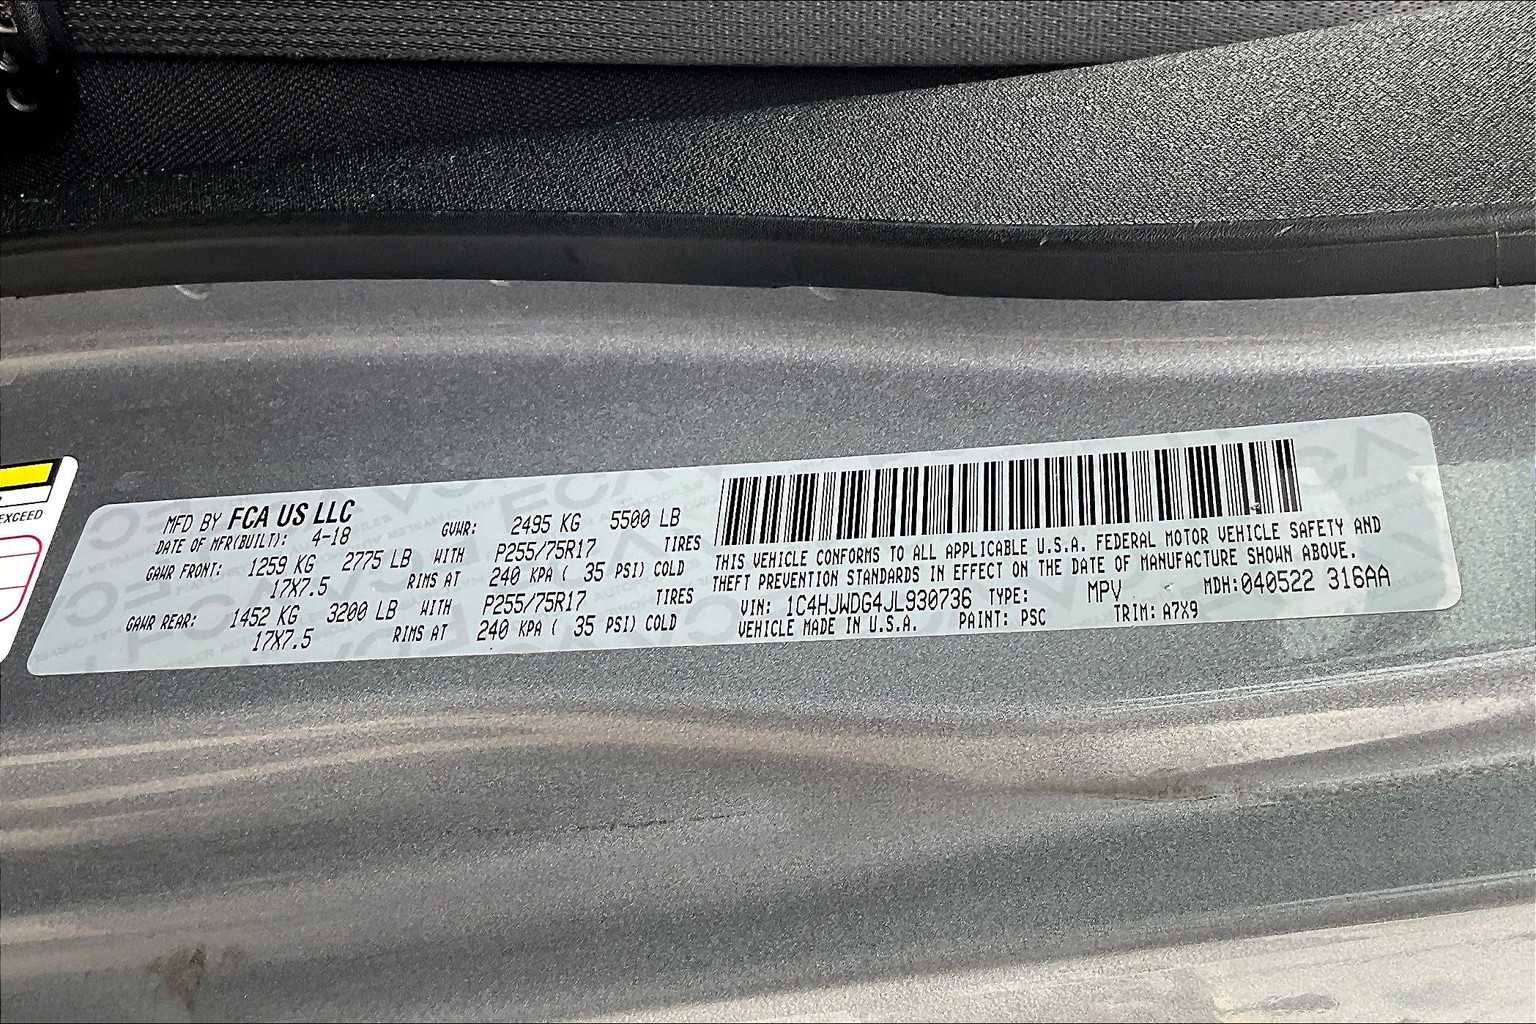 EXCEED
MFD BY FCA US LLC
DATE OF MFR(BUILT): 4-18 GVWR: 2495 KG 5500 LB
GAWR FRONT: 1259 KG 2775 LB WITH P255/75R17 TIRES
17X7.5 RIMS AT 240 KPA ( 35 PSI) COLD
GAWR REAR: 1452 KG 3200 LB WITH P255/75R17 TIRES
17X7.5 RIMS AT 240 KPA ( 35 PSI) COLD
THIS VEHICLE CONFORMS TO ALL APPLICABLE U.S.A. FEDERAL MOTOR VEHICLE SAFETY AND
THEFT PREVENTION STANDARDS IN EFFECT ON THE DATE OF MANUFACTURE SHOWN ABOVE.
VIN: 1C4HJWDG4JL930736 TYPE: MPV MDH:040522 316AA
VEHICLE MADE IN U.S.A. PAINT: PSC TRIM: A7X9